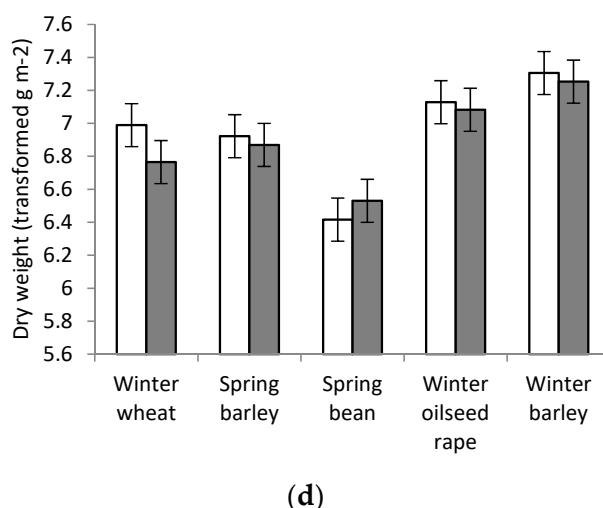 Dry weight (transformed g m-2)
7.6
7.4
7.2
7
6.8
6.6
6.4
6.2
6
5.8
5.6
Winter
wheat
Spring
barley
Spring
bean
Winter
oilseed
rape
Winter
barley
(d)